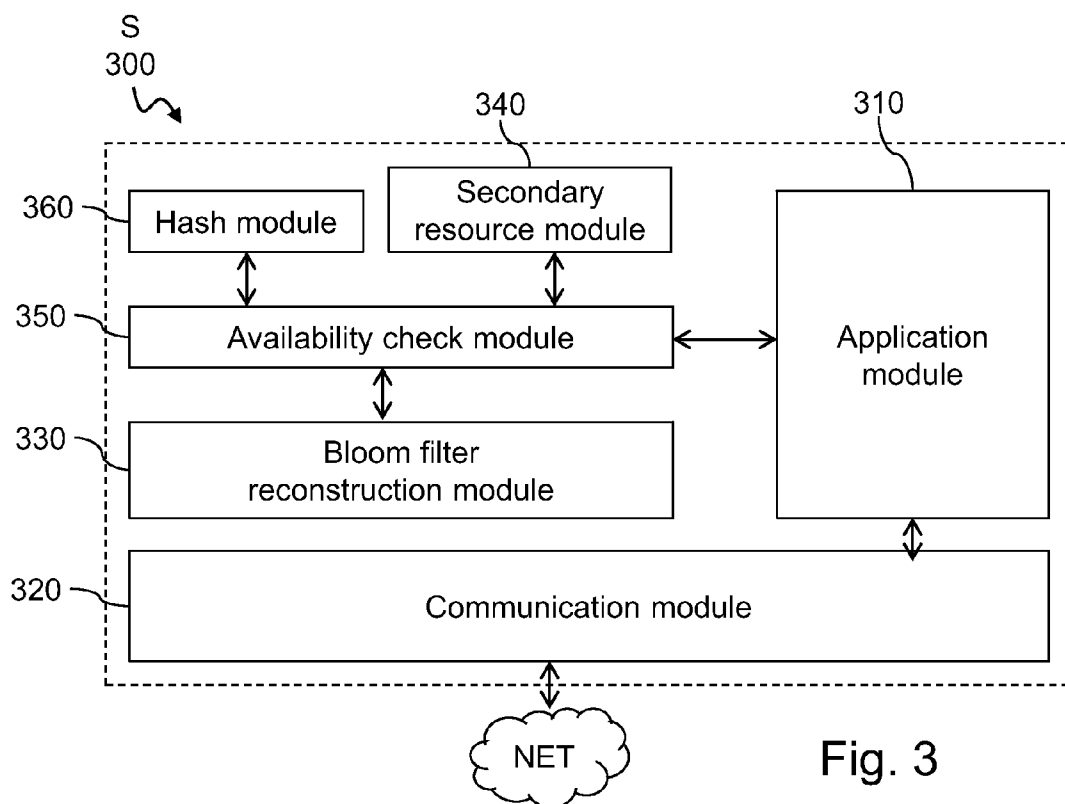 S
300
340
310
360
Hash module
Secondary
resource module
350
Availability check module
Application
module
330
Bloom filter
reconstruction module
320
Communication module
NET
Fig. 3